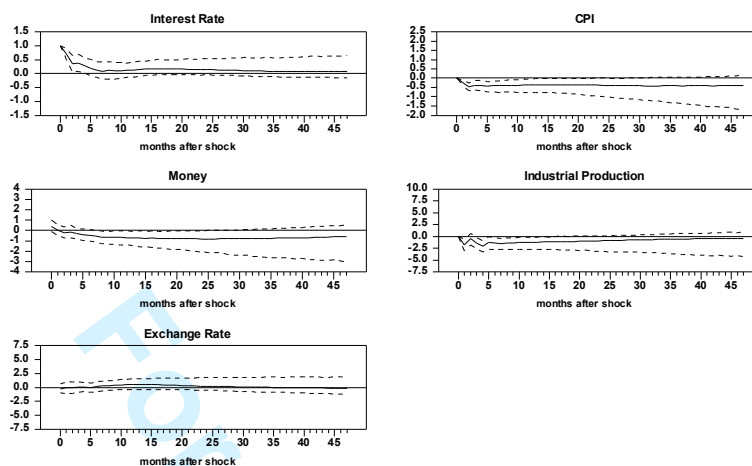 Interest Rate
1.5
1.0
0.5
0.0
-0.5
-1.0
-1.5
0 5 10 15 20 25 30 35 40 45
months after shock
CPI
2.5
2.0
1.5
1.0
0.5
0.0
-0.5
-1.0
-1.5
-2.0
0 5 10 15 20 25 30 35 40 45
months after shock
Money
4
3
2
1
0
-1
-2
-3
-4
0 5 10 15 20 25 30 35 40 45
months after shock
Industrial Production
10.0
7.5
5.0
2.5
0.0
-2.5
-5.0
-7.5
0 5 10 15 20 25 30 35 40 45
months after shock
Exchange Rate
7.5
5.0
2.5
0.0
-2.5
-5.0
-7.5
0 5 10 15 20 25 30 35 40 45
months after shock
For